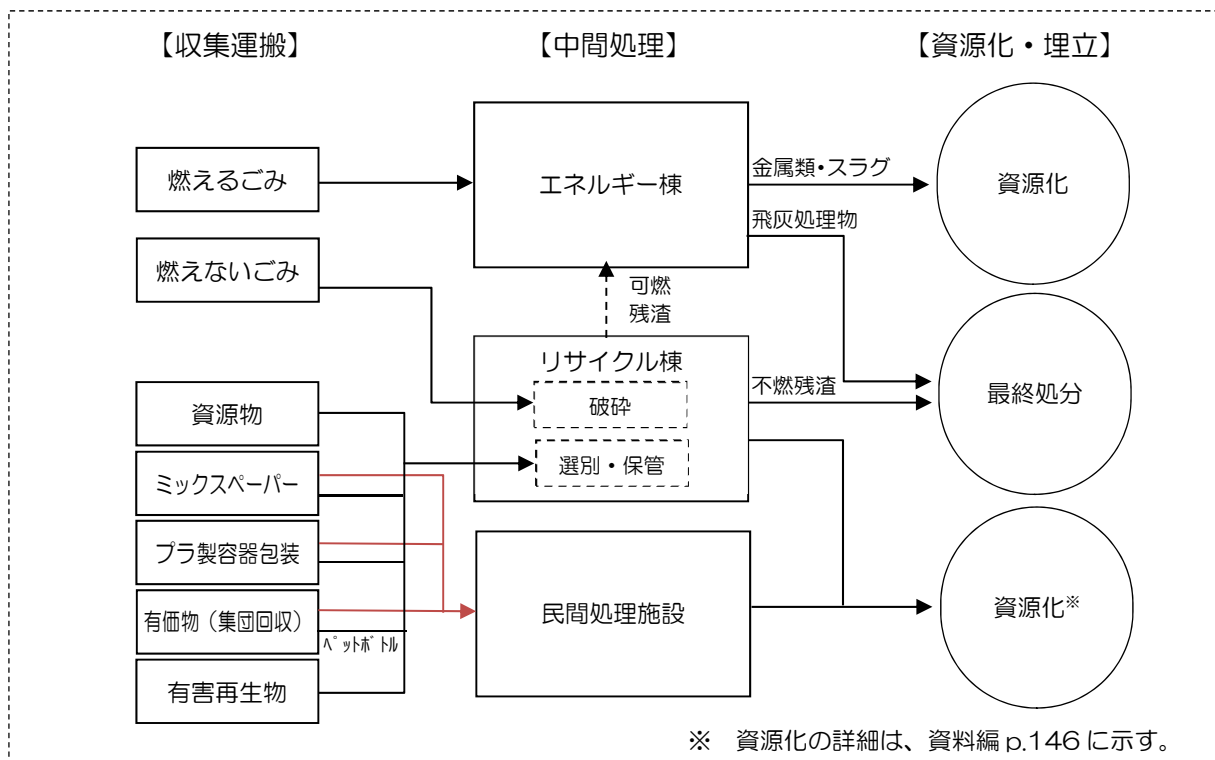 【収集運搬】
【中間処理】
【資源化・埋立】
燃えるごみ
エネルギー棟
金属類・スラグ
資源化
飛灰処理物
燃えないごみ
可燃
残渣
リサイクル棟
破砕
不燃残渣
最終処分
資源物
選別・保管
ミックスペーパー
プラ製容器包装
有価物（集団回収）
ﾍﾟｯﾄﾎﾞﾄﾙ
民間処理施設
資源化※
有害再生物
※　資源化の詳細は、資料編 p.146 に示す。